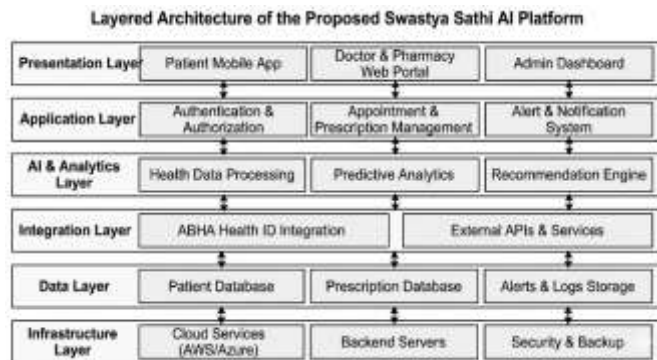 Layered Architecture of the Proposed Swastya Sathi AI Platform
Presentation Layer
Patient Mobile App
Doctor & Pharmacy
Web Portal
Admin Dashboard
Application Layer
Authentication &
Authorization
Appointment &
Prescription Management
Alert & Notification
System
AI & Analytics
Layer
Health Data Processing
Predictive Analytics
Recommendation Engine
Integration Layer
ABHA Health ID Integration
External APIs & Services
Data Layer
Patient Database
Prescription Database
Alerts & Logs Storage
Infrastructure
Layer
Cloud Services
(AWS/Azure)
Backend Servers
Security & Backup